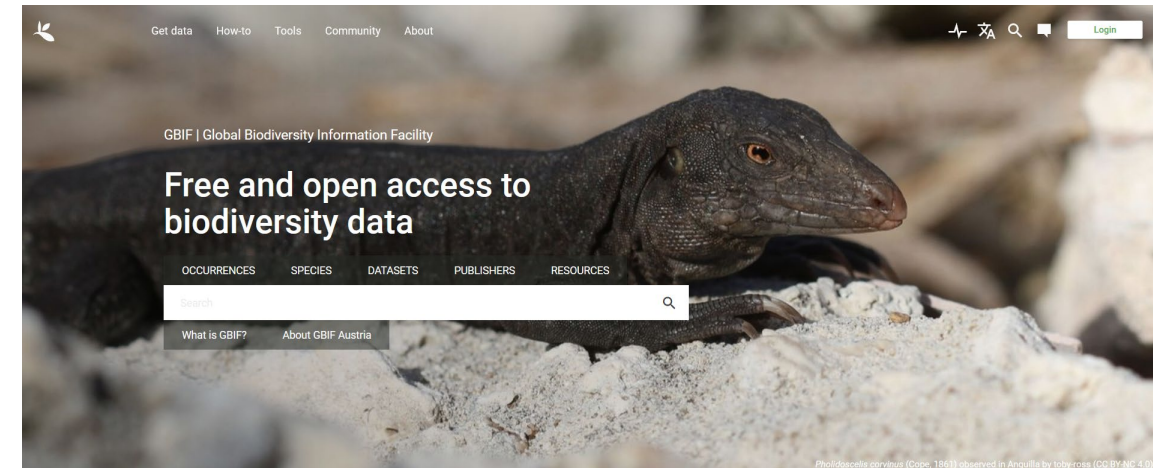 Get data How-to Tools Community About
Login
GBIF | Global Biodiversity Information Facility
Free and open access to
biodiversity data
OCCURRENCES SPECIES DATASETS PUBLISHERS RESOURCES
Search
What is GBIF? About GBIF Austria
Pholidoscelis corvinus (Cope, 1861) observed in Anguilla by toby-ross (CC BY-NC 4.0)